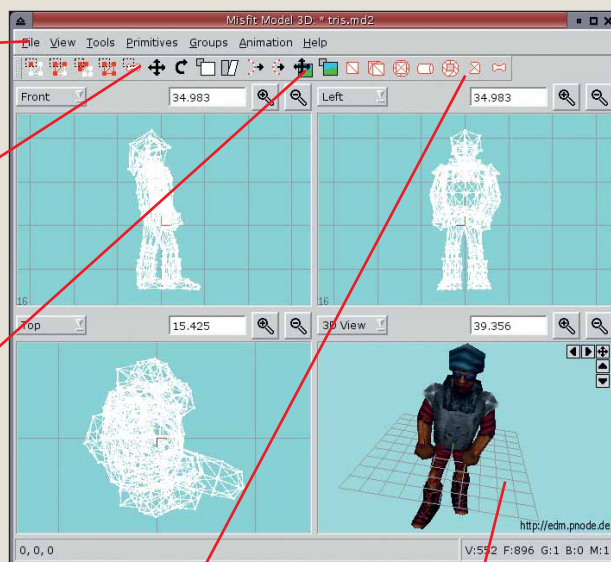 Misfit Model 3D: * tris.md2
File View Tools Primitives Groups Animation Help
Front 34.983 Left 34.983
16 16
Top 15.425 3D View 39.356
http://edm.pnode.de
0, 0, 0 V:552 F:896 G:1 B:0 M:1